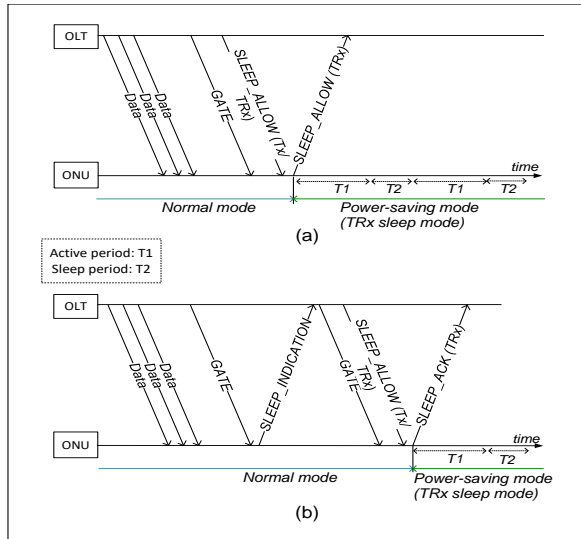 OLT
Data
Data
Data
GATE
SLEEP_ALLOW (Tx/
TRx)
SLEEP_ALLOW (TRx)
ONU
time
T1
T2
T1
T2
Normal mode
Power-saving mode
(TRx sleep mode)
(a)
Active period: T1
Sleep period: T2
OLT
Data
Data
Data
GATE
SLEEP_INDICATION
GATE
SLEEP_ALLOW (Tx/
TRx)
SLEEP_ACK (TRx)
ONU
time
T1
T2
Normal mode
Power-saving mode
(TRx sleep mode)
(b)